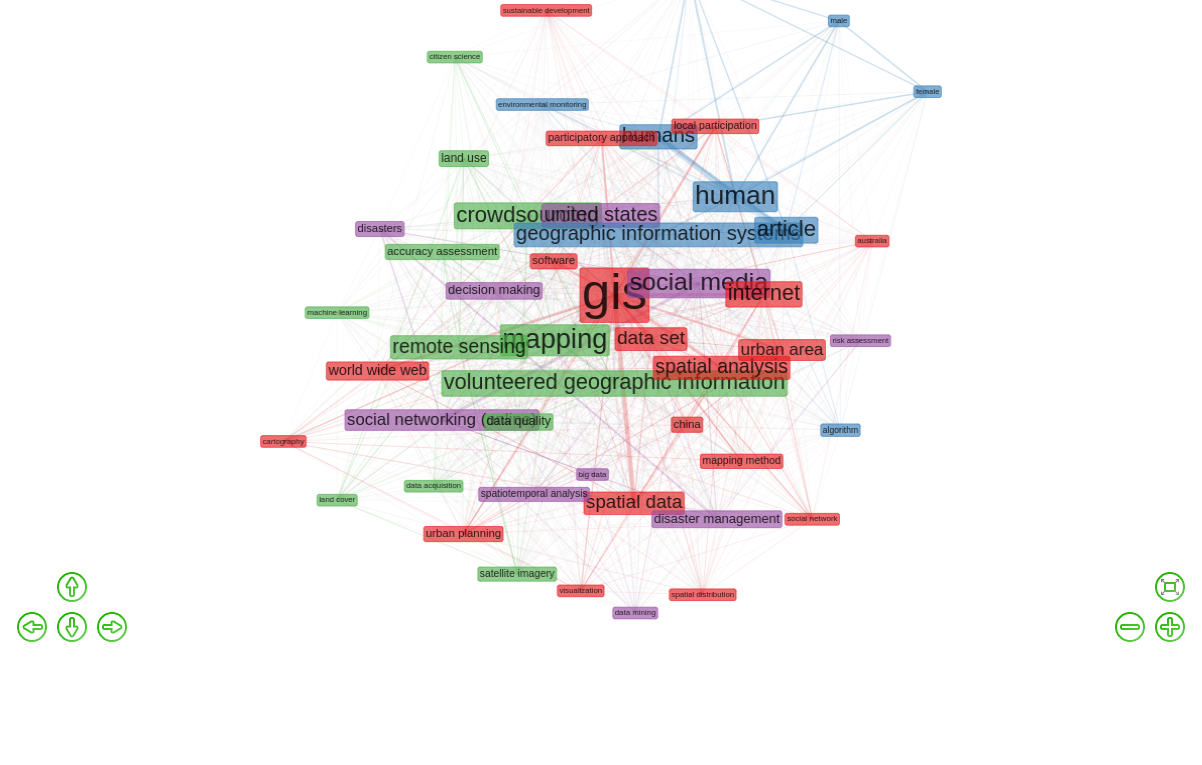 sustainable development
male
citizen science
female
environmental monitoring
local participation
participatory approach
humans
land use
human
crowdsourcing
united states
disasters
article
geographic information systems
australia
accuracy assessment
software
social media
decision making
gis
internet
machine learning
mapping
data set
risk assessment
remote sensing
urban area
spatial analysis
world wide web
volunteered geographic information
social networking (online)
data quality
china
algorithm
cartography
mapping method
big data
data acquisition
spatiotemporal analysis
land cover
spatial data
disaster management
social network
urban planning
satellite imagery
visualization
spatial distribution
data mining